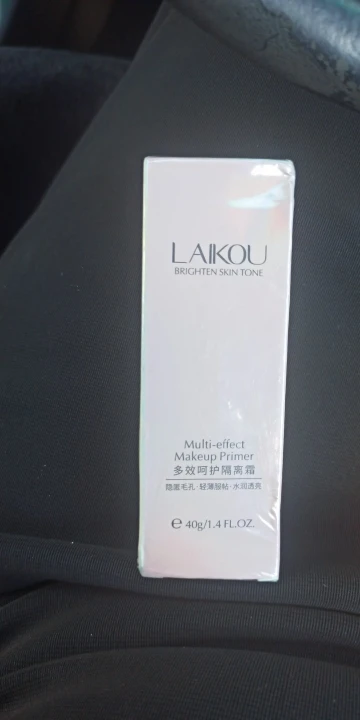 LAIKOU
BRIGHTEN SKIN TONE
Multi-effect
Makeup Primer
多效呵护隔离霜
隐匿毛孔·轻薄服帖·水润透亮
e 40g/1.4 FL.OZ.